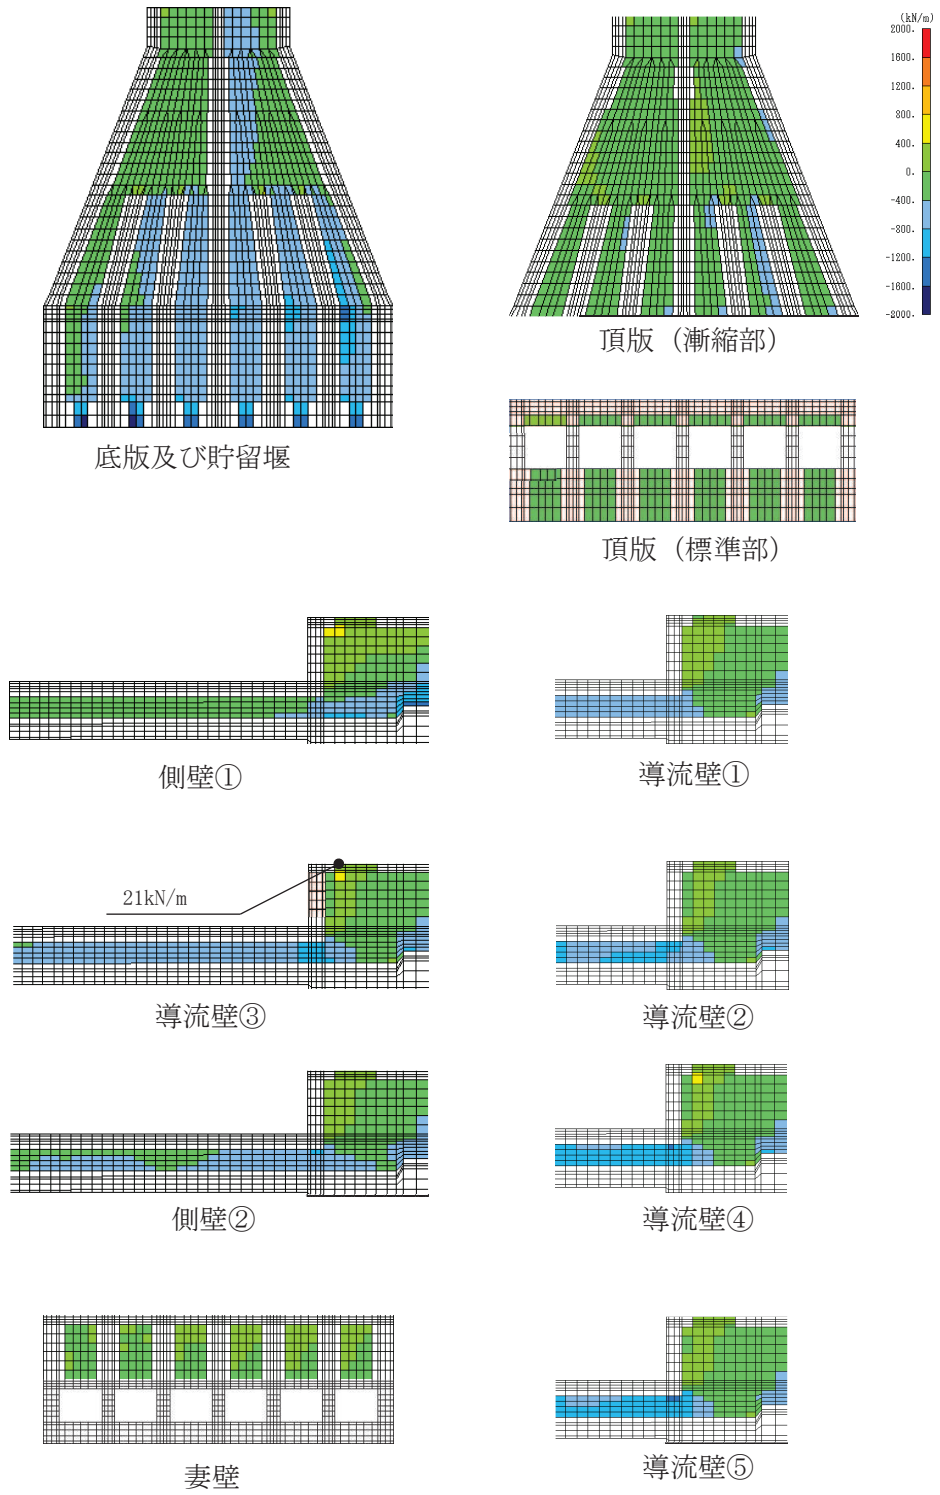 (kN/m)
2000.
1600.
1200.
800.
400.
0.
-400.
-800.
-1200.
-1600.
-2000.
頂版（漸縮部）
底版及び貯留堰
頂版（標準部）
側壁①
導流壁①
21kN/m
導流壁③
導流壁②
側壁②
導流壁④
妻壁
導流壁⑤